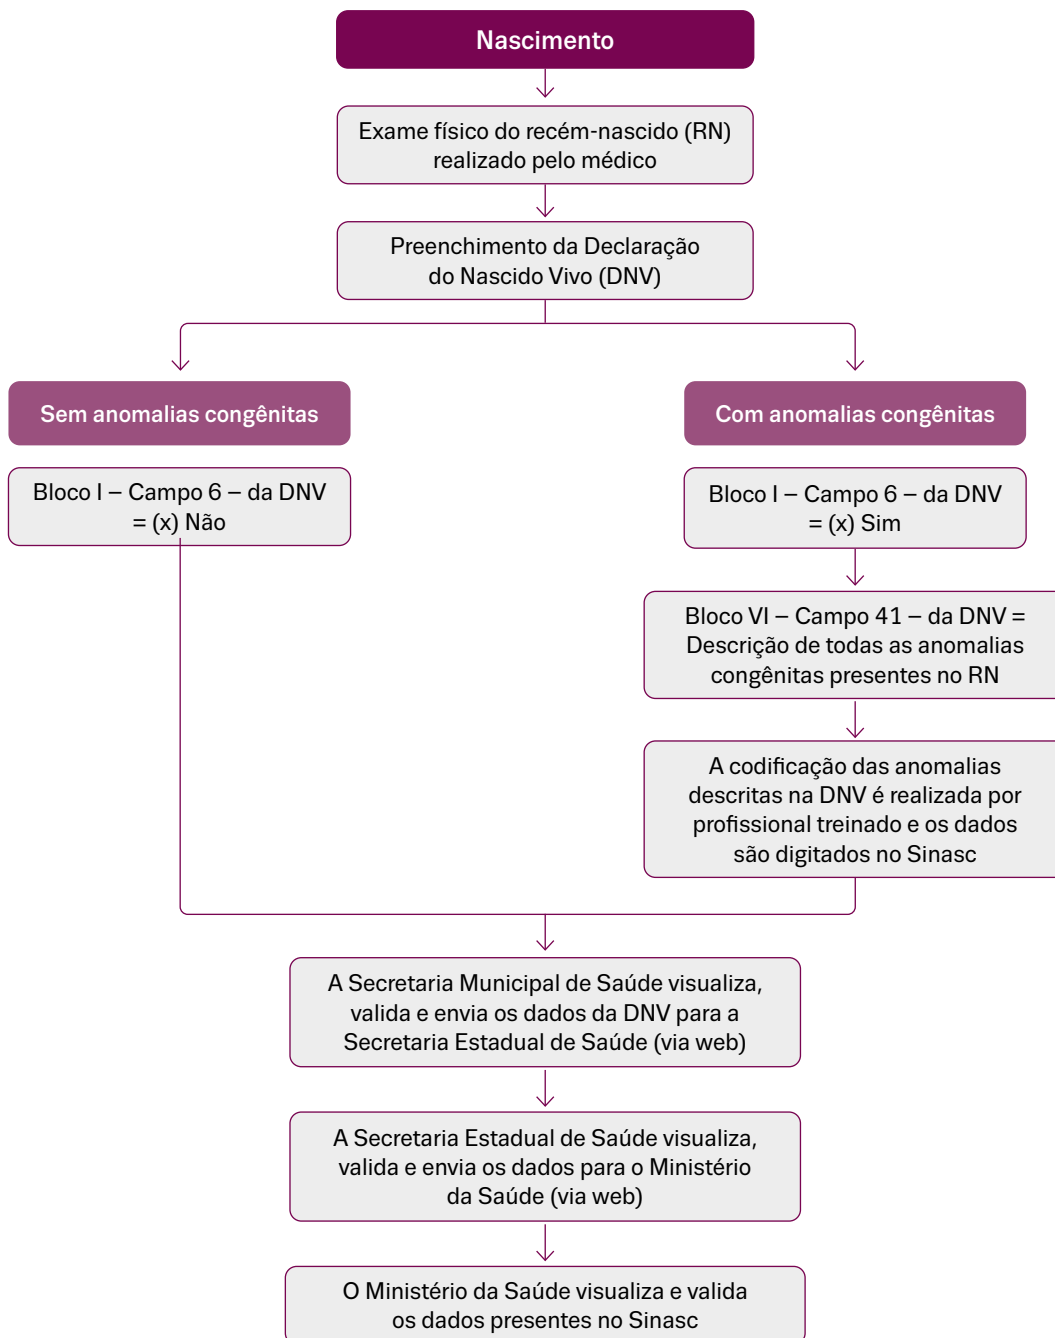 Nascimento
Exame físico do recém-nascido (RN)
realizado pelo médico
Preenchimento da Declaração
do Nascido Vivo (DNV)
Sem anomalias congênitas
Bloco I – Campo 6 – da DNV
= (x) Não
Com anomalias congênitas
Bloco I – Campo 6 – da DNV
= (x) Sim
Bloco VI – Campo 41 – da DNV =
Descrição de todas as anomalias
congênitas presentes no RN
A codificação das anomalias
descritas na DNV é realizada por
profissional treinado e os dados
são digitados no Sinasc
A Secretaria Municipal de Saúde visualiza,
valida e envia os dados da DNV para a
Secretaria Estadual de Saúde (via web)
A Secretaria Estadual de Saúde visualiza,
valida e envia os dados para o Ministério
da Saúde (via web)
O Ministério da Saúde visualiza e valida
os dados presentes no Sinasc